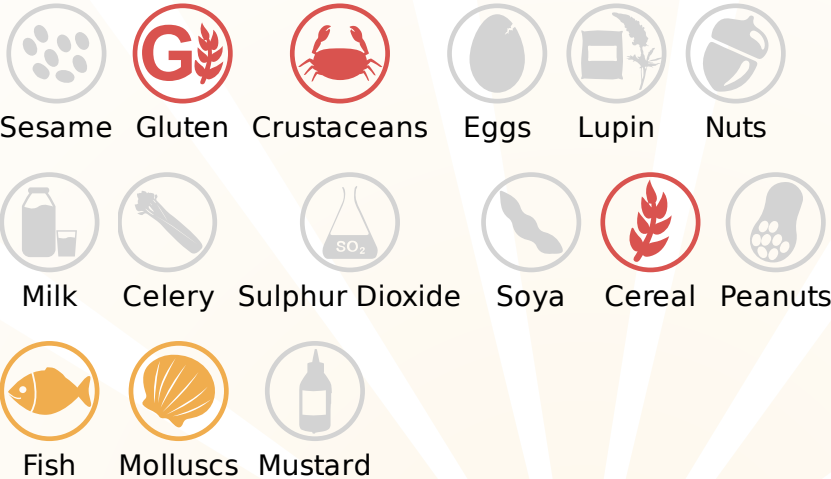 G
Sesame Gluten Crustaceans Eggs Lupin Nuts
SO₂
Milk Celery Sulphur Dioxide Soya Cereal Peanuts
Fish Molluscs Mustard